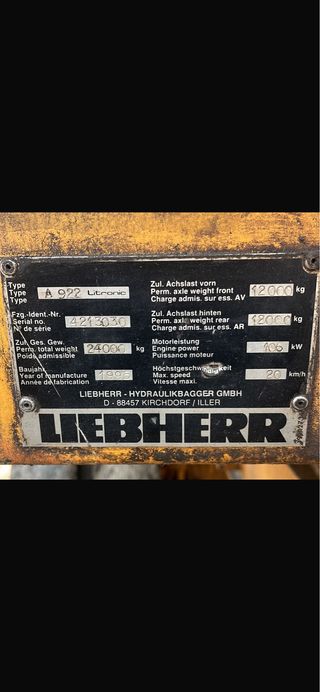 Type
Type
Type
A 922 Litronic
Zul. Achslast vorn
Perm. axle weight front
Charge admis. sur ess. AV
12000 kg
Fzg.-Ident.-Nr.
Serial no.
N° de série
4213030
Zul. Achslast hinten
Perm. axle weight rear
Charge admis. sur ess. AR
kg
Zul. Ges. Gew.
Perm. total weight
Poids admissible
24000 kg
Motorleistung
Engine power
Puissance moteur
106 kW
Baujahr
Year of manufacture
Année de fabrication
Höchstgeschwindigkeit
Max. speed
Vitesse maxi.
20 km/h
LIEBHERR - HYDRAULIKBAGGER GMBH
D - 88457 KIRCHDORF / ILLER
LIEBHERR